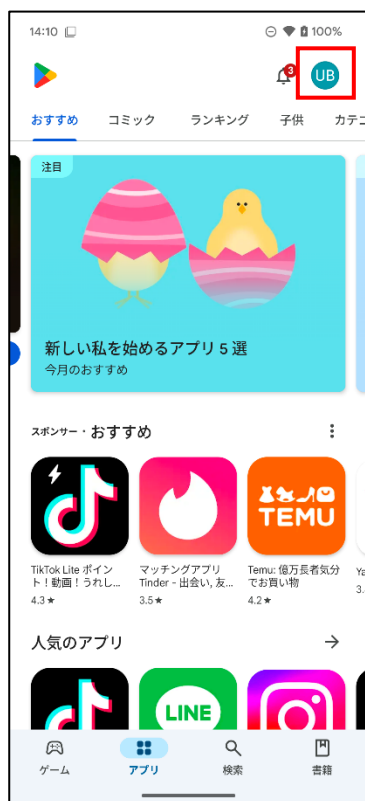 14:10
100%
3
UB
おすすめ
コミック
ランキング
子供
カテゴ
注目
新しい私を始めるアプリ 5 選
今月のおすすめ
スポンサー・おすすめ
TEMU
TikTok Lite ポイン
ト！動画！うれし...
4.3★
マッチングアプリ
Tinder - 出会い, 友...
3.5★
Temu: 億万長者気分
でお買い物
4.2★
Ya
3.
人気のアプリ
LINE
ゲーム
アプリ
検索
書籍